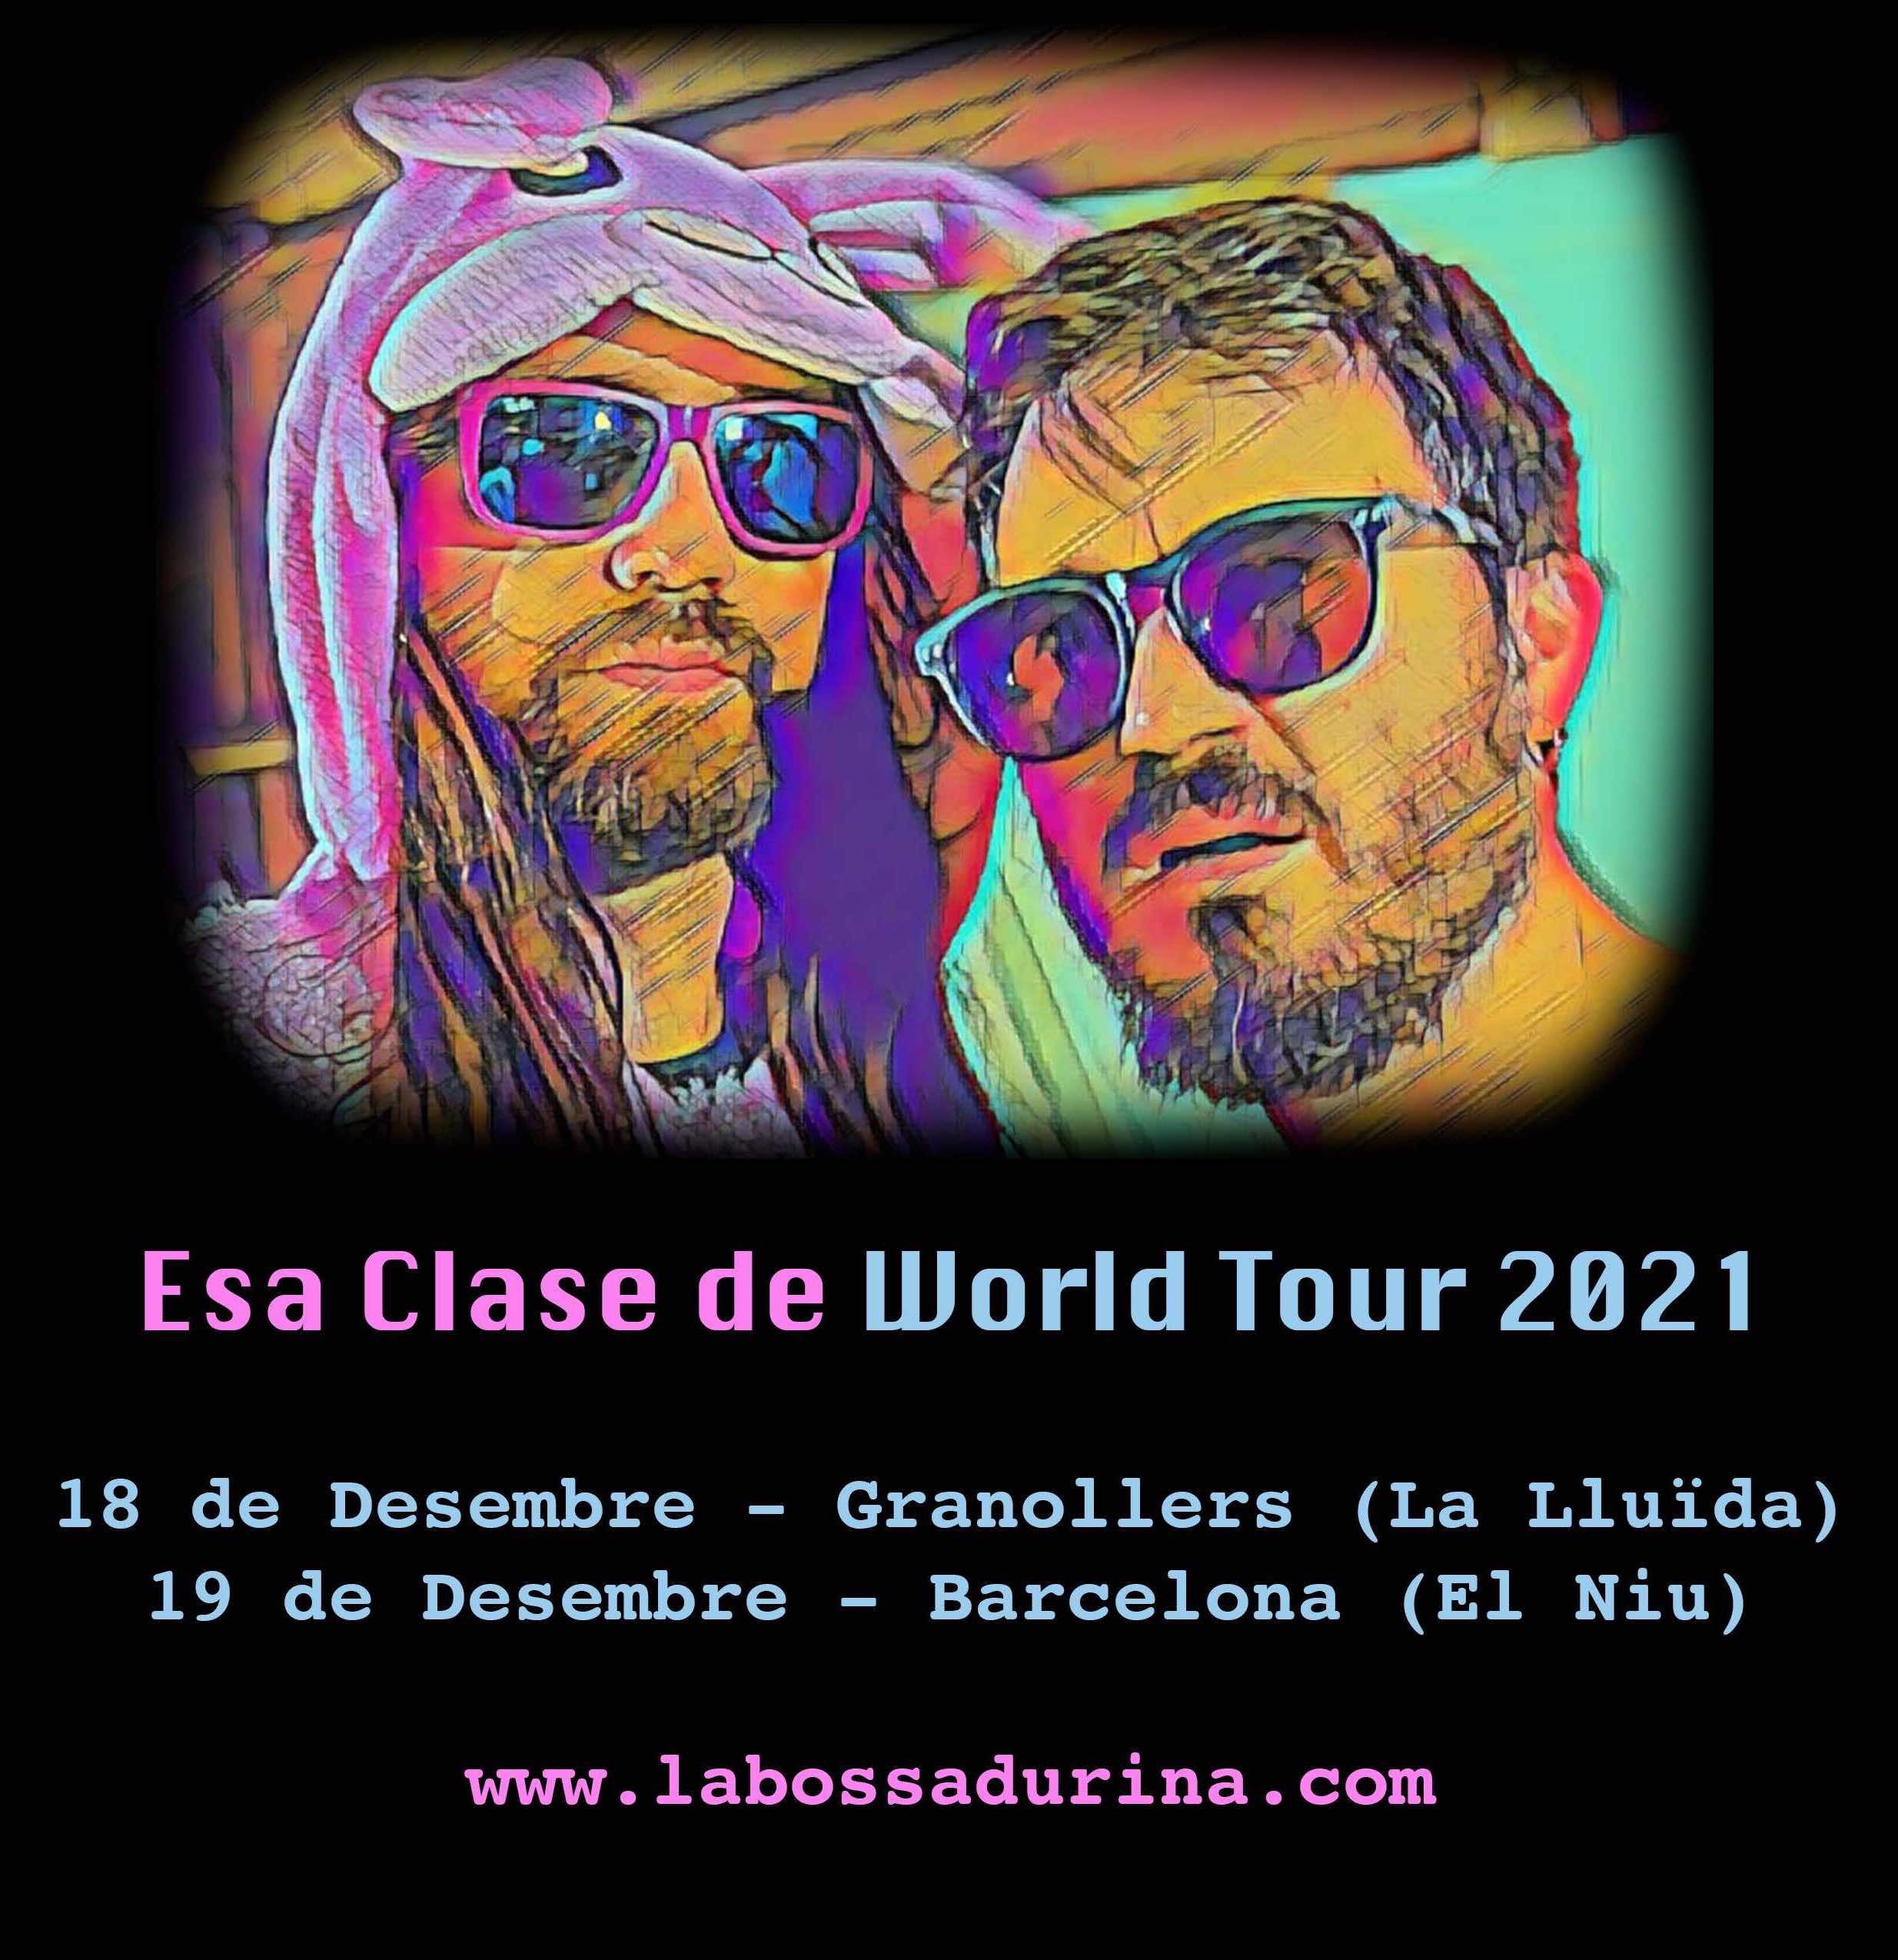 Esa Clase de World Tour 2021
18 de Desembre - Granollers (La Lluïda)
19 de Desembre - Barcelona (El Niu)
www.labossadurina.com